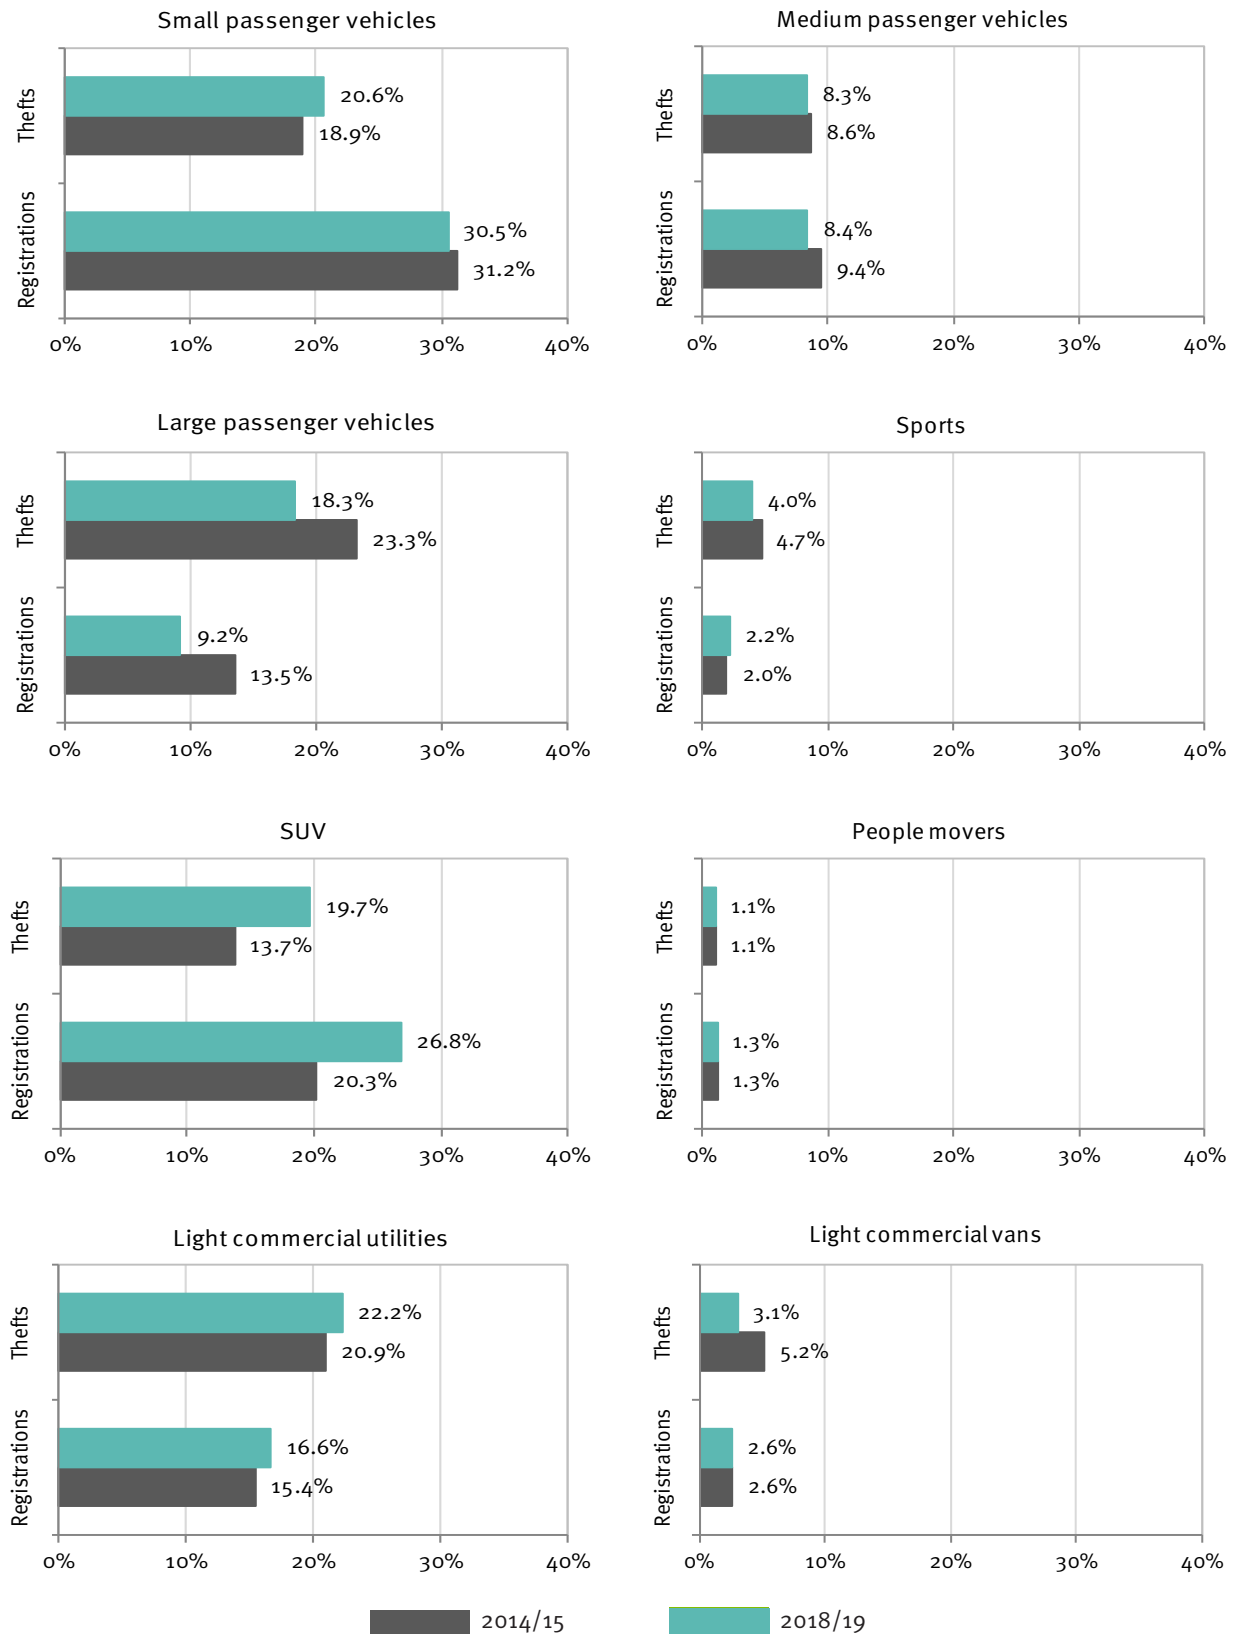 Small passenger vehicles
Thefts
20.6%
18.9%
Registrations
30.5%
31.2%
0% 10% 20% 30% 40%
Medium passenger vehicles
Thefts
8.3%
8.6%
Registrations
8.4%
9.4%
0% 10% 20% 30% 40%
Large passenger vehicles
Thefts
18.3%
23.3%
Registrations
9.2%
13.5%
0% 10% 20% 30% 40%
Sports
Thefts
4.0%
4.7%
Registrations
2.2%
2.0%
0% 10% 20% 30% 40%
SUV
Thefts
19.7%
13.7%
Registrations
26.8%
20.3%
0% 10% 20% 30% 40%
People movers
Thefts
1.1%
1.1%
Registrations
1.3%
1.3%
0% 10% 20% 30% 40%
Light commercial utilities
Thefts
22.2%
20.9%
Registrations
16.6%
15.4%
0% 10% 20% 30% 40%
Light commercial vans
Thefts
3.1%
5.2%
Registrations
2.6%
2.6%
0% 10% 20% 30% 40%
2014/15 2018/19